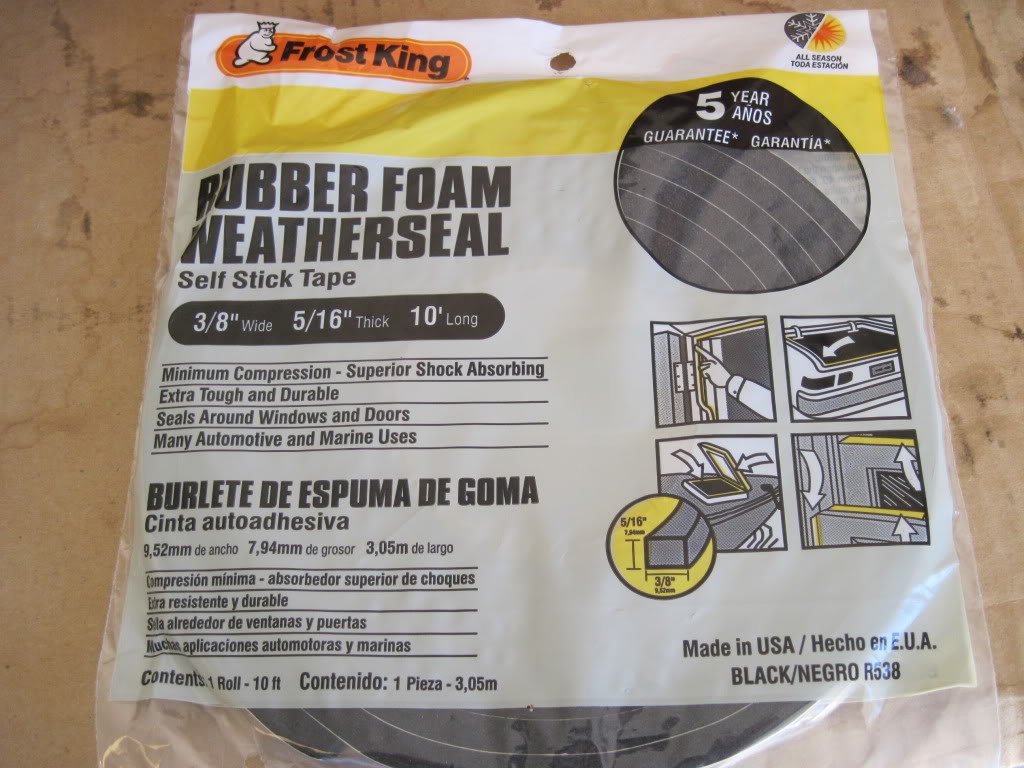 Frost King
ALL SEASON
TODA ESTACIÓN
5 YEAR
AÑOS
GUARANTEE* GARANTÍA*
RUBBER FOAM
WEATHERSEAL
Self Stick Tape
3/8" Wide 5/16" Thick 10' Long
Minimum Compression - Superior Shock Absorbing
Extra Tough and Durable
Seals Around Windows and Doors
Many Automotive and Marine Uses
BURLETE DE ESPUMA DE GOMA
Cinta autoadhesiva
9,52mm de ancho 7,94mm de grosor 3,05m de largo
Compresión mínima - absorbedor superior de choques
Extra resistente y durable
Sella alrededor de ventanas y puertas
Muchas aplicaciones automotoras y marinas
Contents: 1 Roll - 10 ft Contenido: 1 Pieza - 3,05m
5/16"
7,94mm
3/8"
9,52mm
Made in USA / Hecho en E.U.A.
BLACK/NEGRO R538